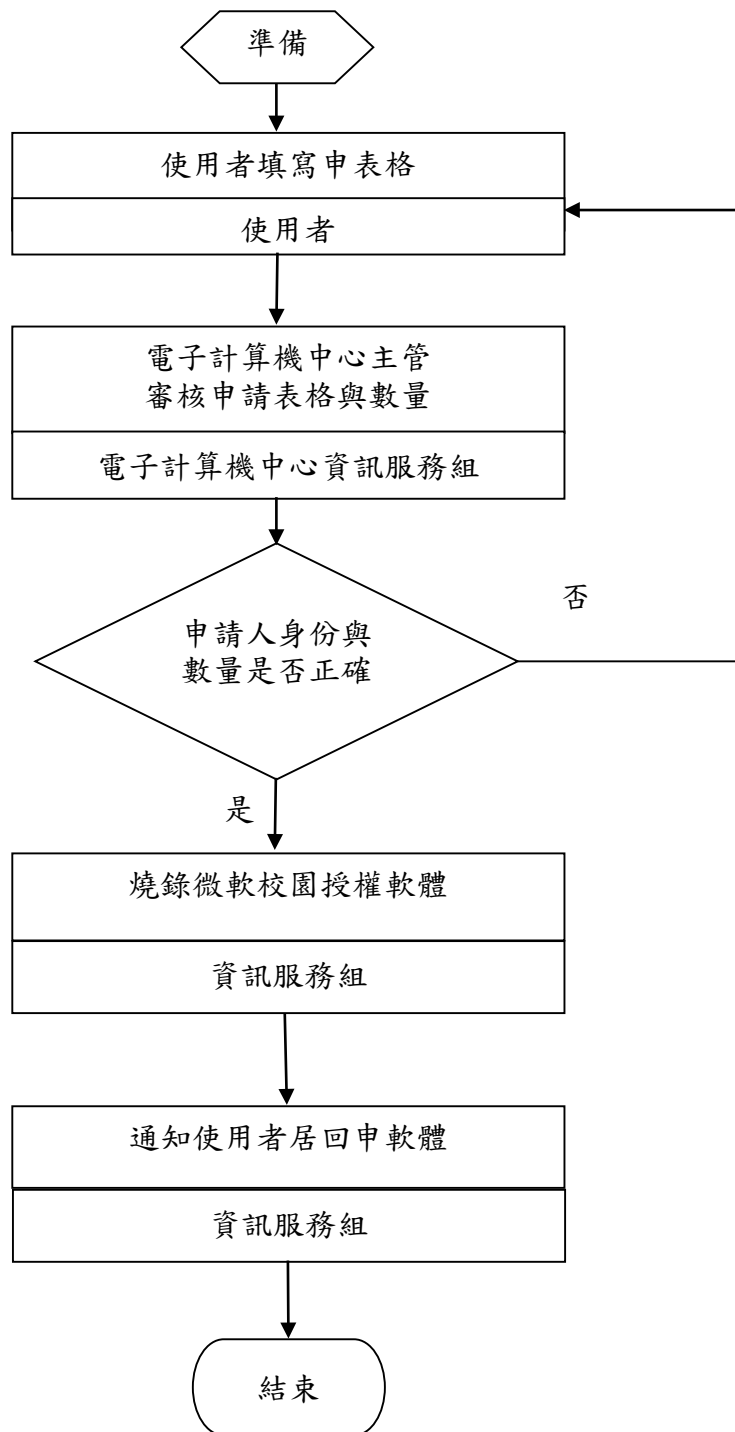 準備
使用者填寫申表格
使用者
電子計算機中心主管
審核申請表格與數量
電子計算機中心資訊服務組
申請人身份與
數量是否正確
否
是
燒錄微軟校園授權軟體
資訊服務組
通知使用者居回申軟體
資訊服務組
結束